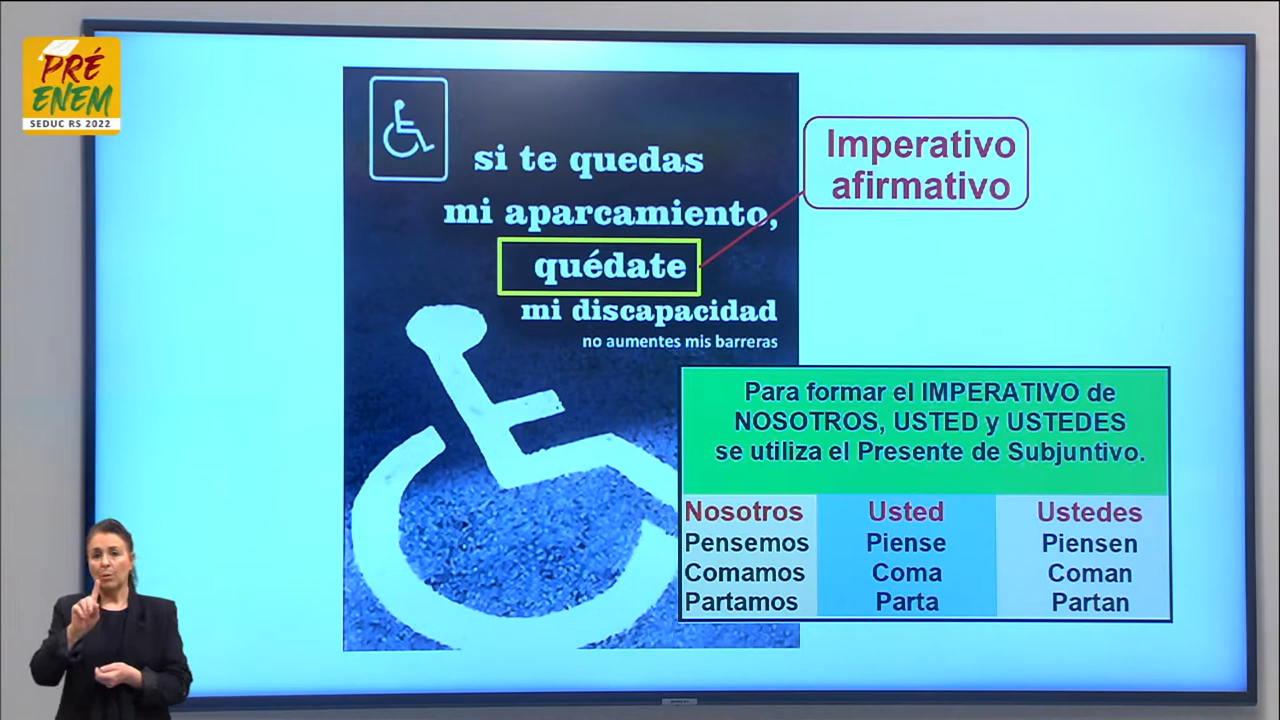 PRÉ
ENEM
SEDUC RS 2022
si te quedas
mi aparcamiento,
quédate
mi discapacidad
no aumentes mis barreras
Imperativo
afirmativo
Para formar el IMPERATIVO de
NOSOTROS, USTED y USTEDES
se utiliza el Presente de Subjuntivo.
Nosotros Usted Ustedes
Pensemos Piense Piensen
Comamos Coma Coman
Partamos Parta Partan